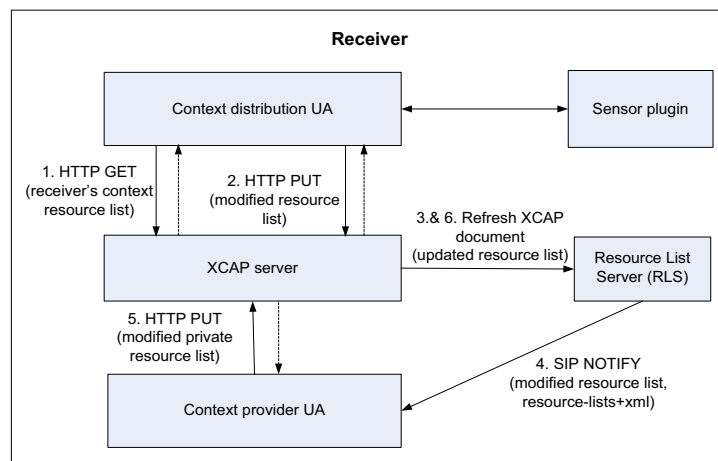 Receiver
Context distribution UA
Sensor plugin
1. HTTP GET
(receiver's context
resource list)
2. HTTP PUT
(modified resource
list)
3.& 6. Refresh XCAP
document
(updated resource list)
XCAP server
Resource List
Server (RLS)
5. HTTP PUT
(modified private
resource list)
4. SIP NOTIFY
(modified resource list,
resource-lists+xml)
Context provider UA